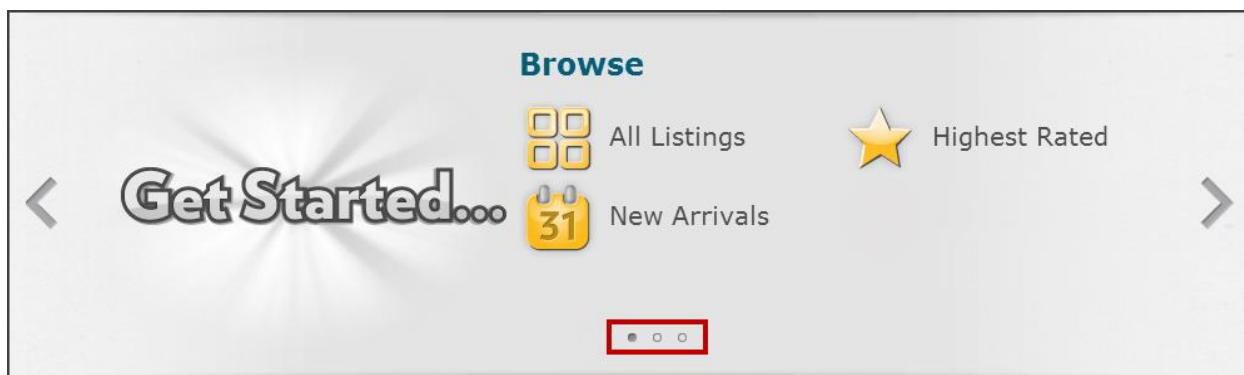 Browse
All Listings
Highest Rated
Get Started...
31
New Arrivals